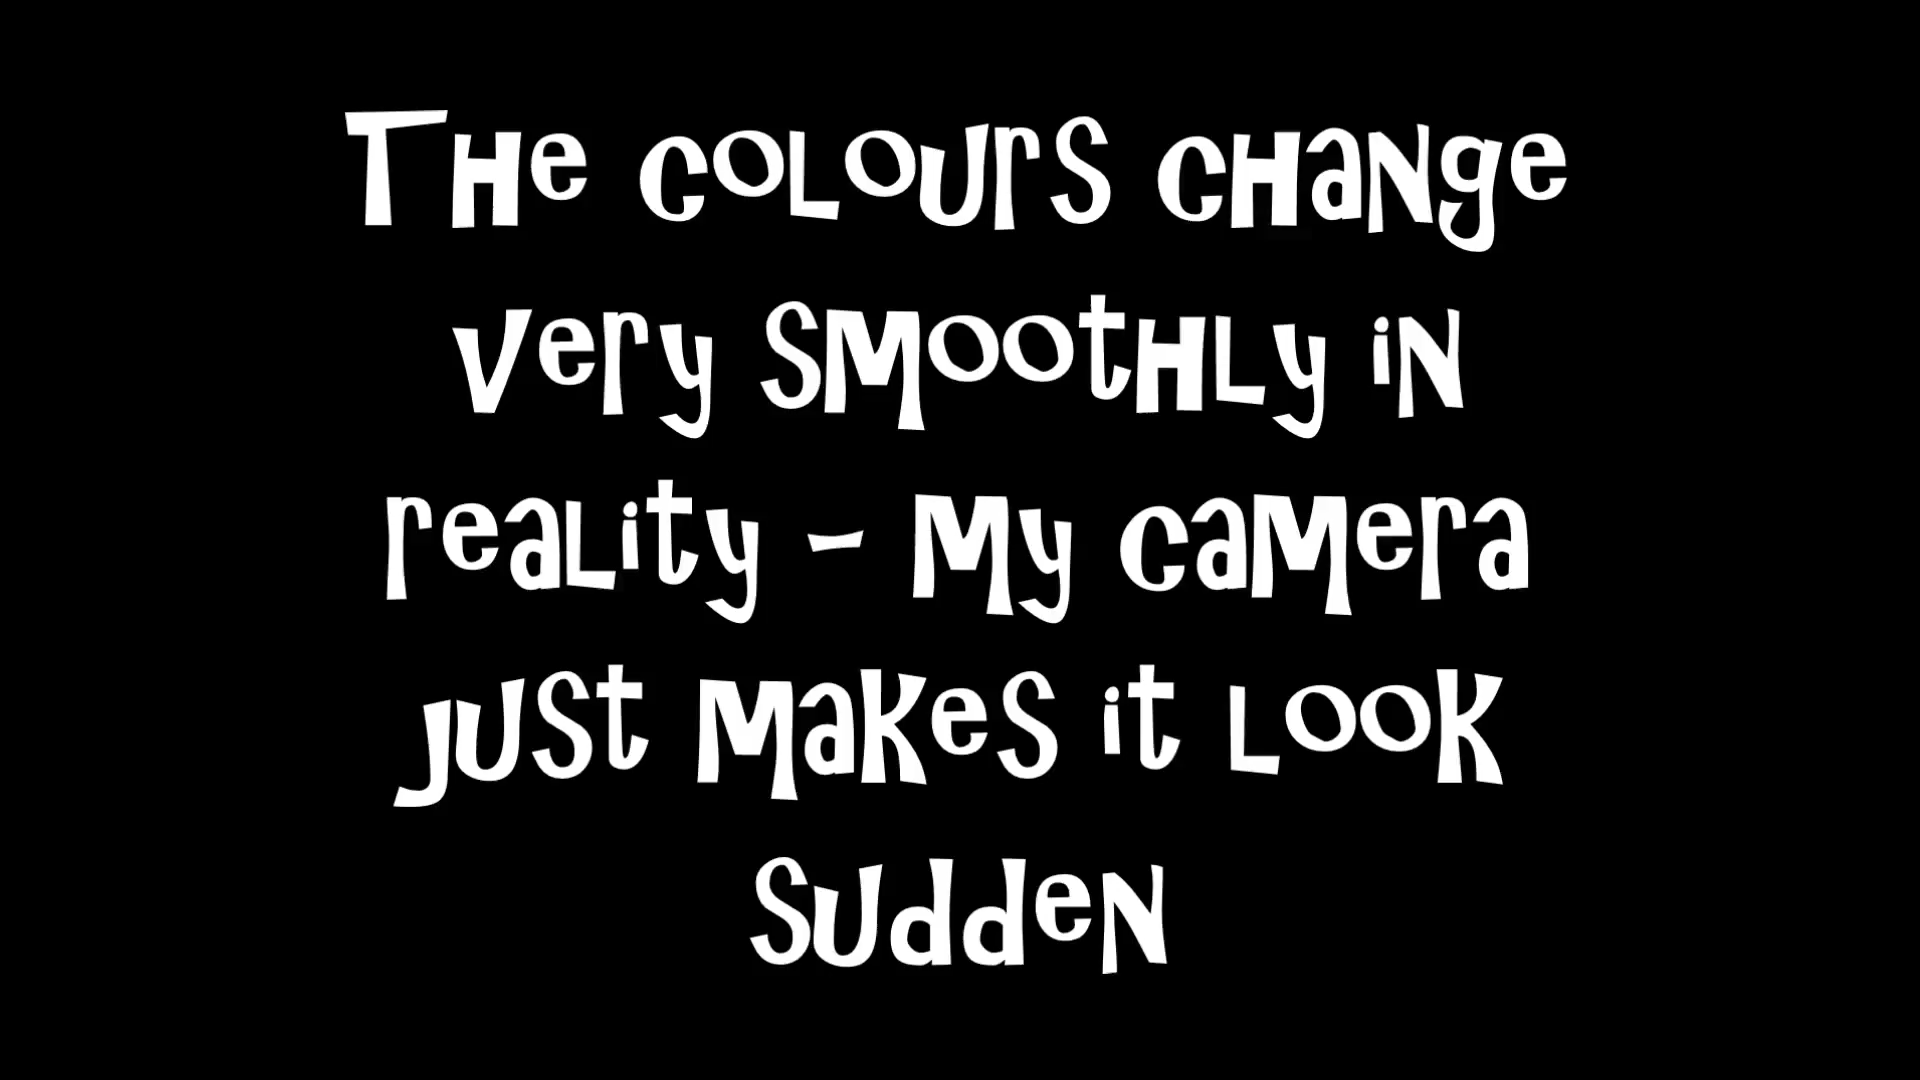 The colours change
very smoothly in
reality - My camera
just makes it look
sudden